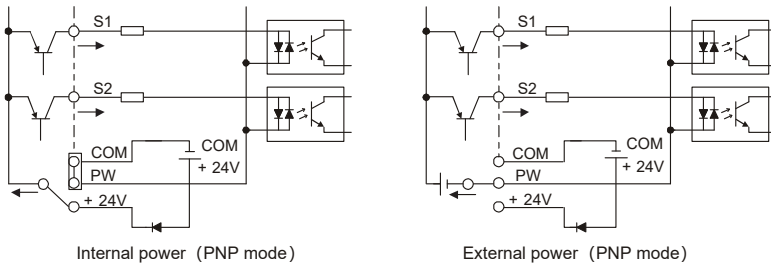 S1
S2
COM
COM
+ 24V
PW
+ 24V
Internal power (PNP mode)
S1
S2
COM
COM
+ 24V
PW
+ 24V
External power (PNP mode)